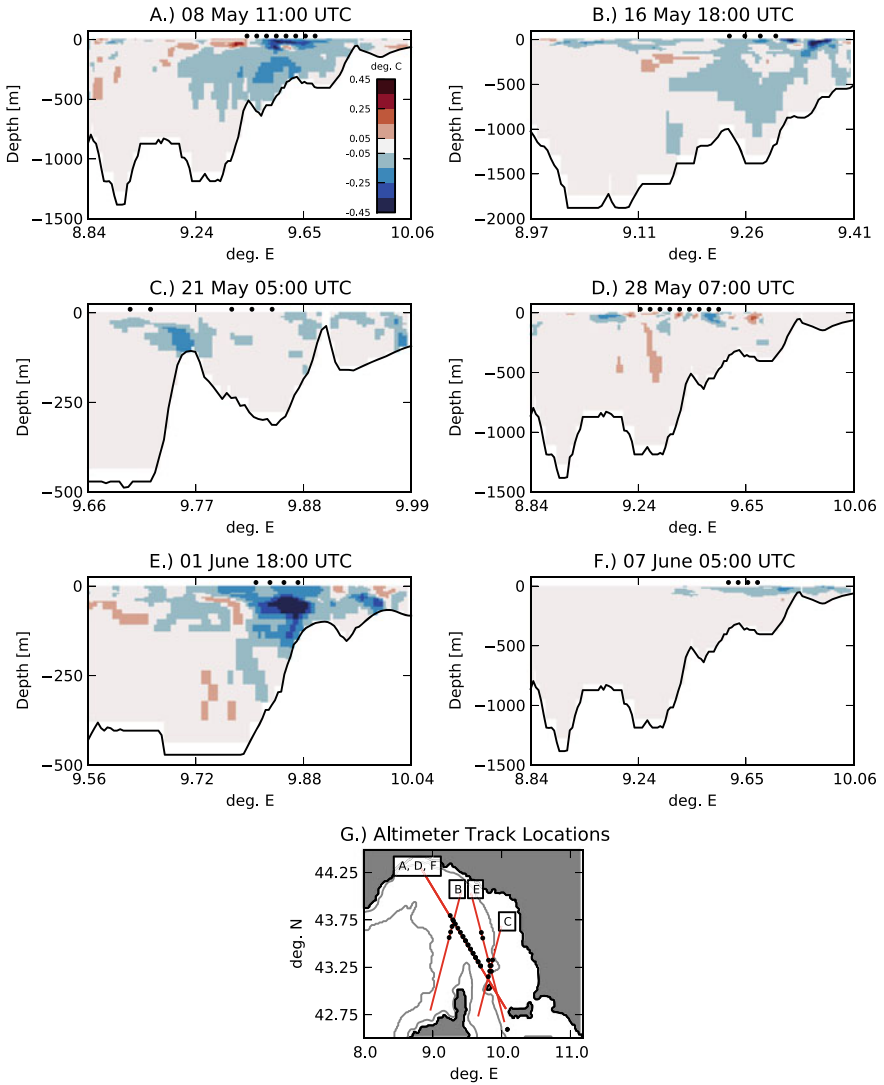 A.) 08 May 11:00 UTC
0
−500
−1000
−1500
Depth [m]
deg. C
0.45
0.25
0.05
-0.05
-0.25
-0.45
8.84 9.24 9.65 10.06
deg. E
B.) 16 May 18:00 UTC
0
−500
−1000
−1500
−2000
Depth [m]
8.97 9.11 9.26 9.41
deg. E
C.) 21 May 05:00 UTC
0
−250
−500
Depth [m]
9.66 9.77 9.88 9.99
deg. E
D.) 28 May 07:00 UTC
0
−500
−1000
−1500
Depth [m]
8.84 9.24 9.65 10.06
deg. E
E.) 01 June 18:00 UTC
0
−250
−500
Depth [m]
9.56 9.72 9.88 10.04
deg. E
F.) 07 June 05:00 UTC
0
−500
−1000
−1500
Depth [m]
8.84 9.24 9.65 10.06
deg. E
G.) Altimeter Track Locations
44.25
43.75
43.25
42.75
deg. N
A, D, F
B
E
C
8.0 9.0 10.0 11.0
deg. E